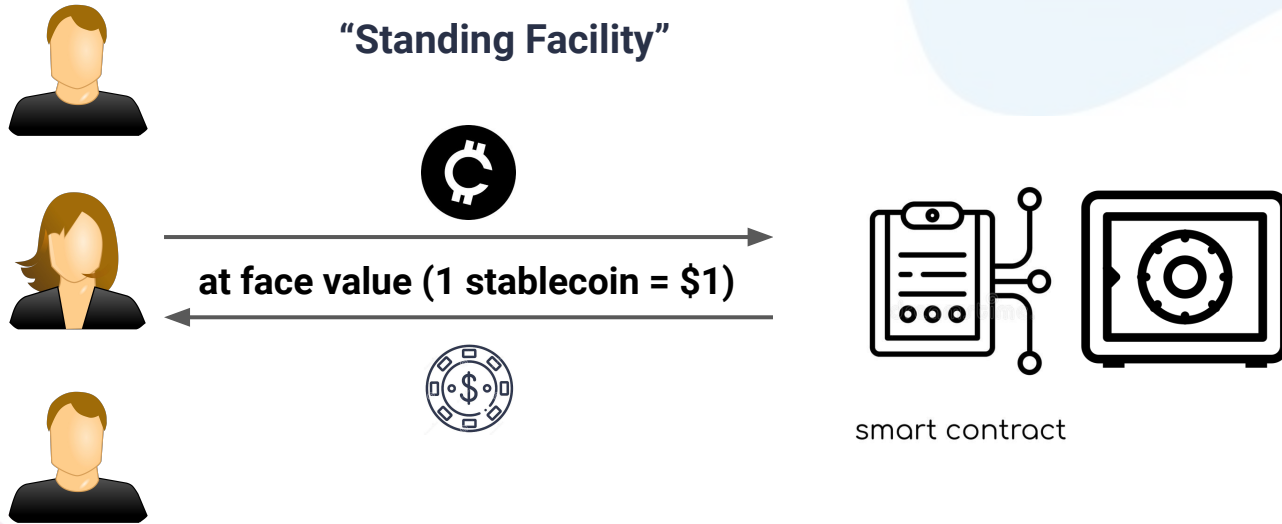 “Standing Facility”
at face value (1 stablecoin = $1)
$
smart contract